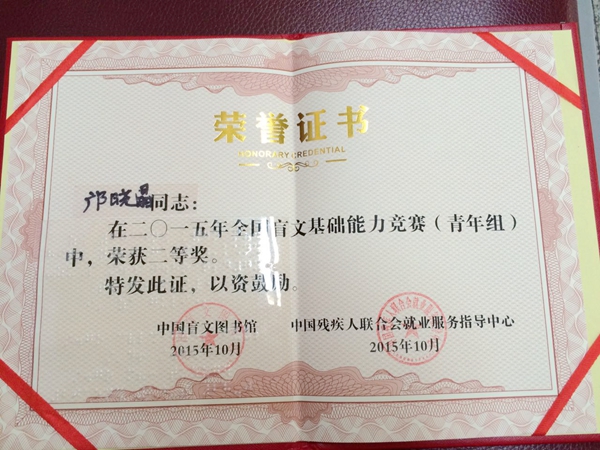 荣誉证书
HONORARY CREDENTIAL
邝晓晶同志:
在二〇一五年全国盲文基础能力竞赛(青年组)
中,荣获二等奖。
特发此证,以资鼓励。
中国盲文图书馆 中国残疾人联合会就业服务指导中心
2015年10月 2015年10月